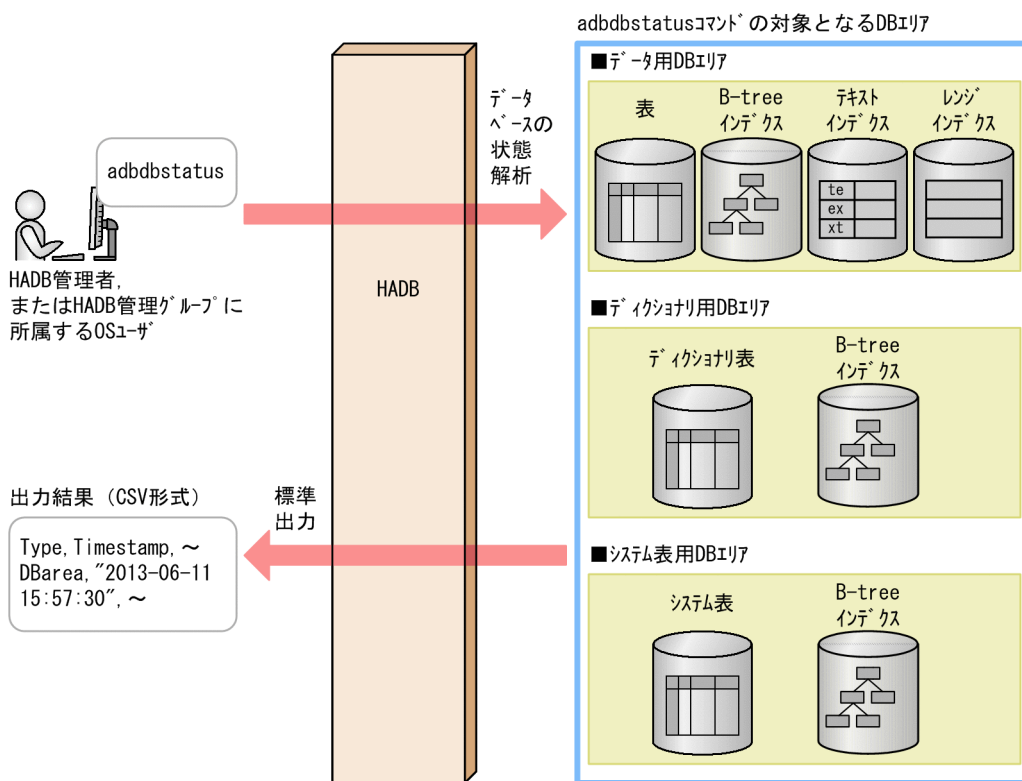 adbdbstatusコマンドの対象となるDBエリア
■データ用DBエリア
表
B-tree
インデクス
テキスト
インデクス
レンジ
インデクス
te
ex
xt
データ
ベースの
状態
解析
adbdbstatus
HADB管理者,
またはHADB管理グループに
所属するOSユーザ
HADB
■ディクショナリ用DBエリア
ディクショナリ表
B-tree
インデクス
出力結果（CSV形式）
標準
出力
Type,Timestamp,～
DBarea,"2013-06-11
15:57:30",～
■システム表用DBエリア
システム表
B-tree
インデクス